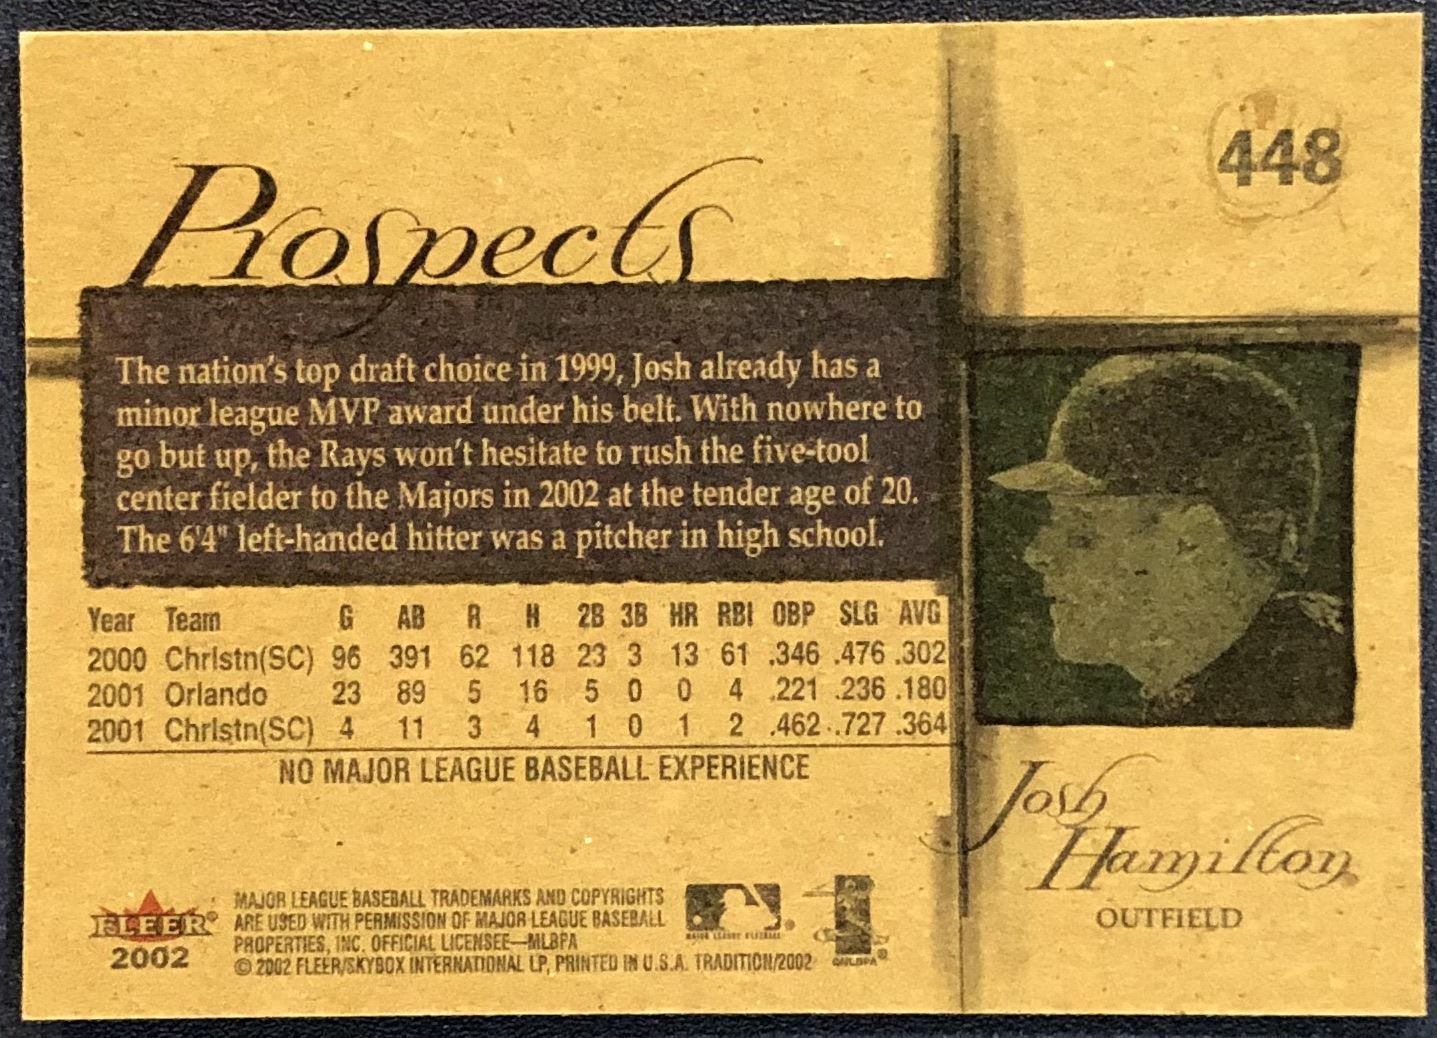 448
Prospects
The nation's top draft choice in 1999, Josh already has a
minor league MVP award under his belt. With nowhere to
go but up, the Rays won't hesitate to rush the five-tool
center fielder to the Majors in 2002 at the tender age of 20.
The 6'4" left-handed hitter was a pitcher in high school.
Year Team G AB R H 2B 3B HR RBI OBP SLG AVG
2000 Chrlstn(SC) 96 391 62 118 23 3 13 61 .346 .476 .302
2001 Orlando 23 89 5 16 5 0 0 4 .221 .236 .180
2001 Chrlstn(SC) 4 11 3 4 1 0 1 2 .462 .727 .364
NO MAJOR LEAGUE BASEBALL EXPERIENCE
Josh
Hamilton
OUTFIELD
FLEER®
2002
MAJOR LEAGUE BASEBALL TRADEMARKS AND COPYRIGHTS
ARE USED WITH PERMISSION OF MAJOR LEAGUE BASEBALL
PROPERTIES, INC. OFFICIAL LICENSEE—MLBPA
© 2002 FLEER/SKYBOX INTERNATIONAL LP, PRINTED IN U.S.A. TRADITION/2002
MAJOR LEAGUE BASEBALL
©MLBPA